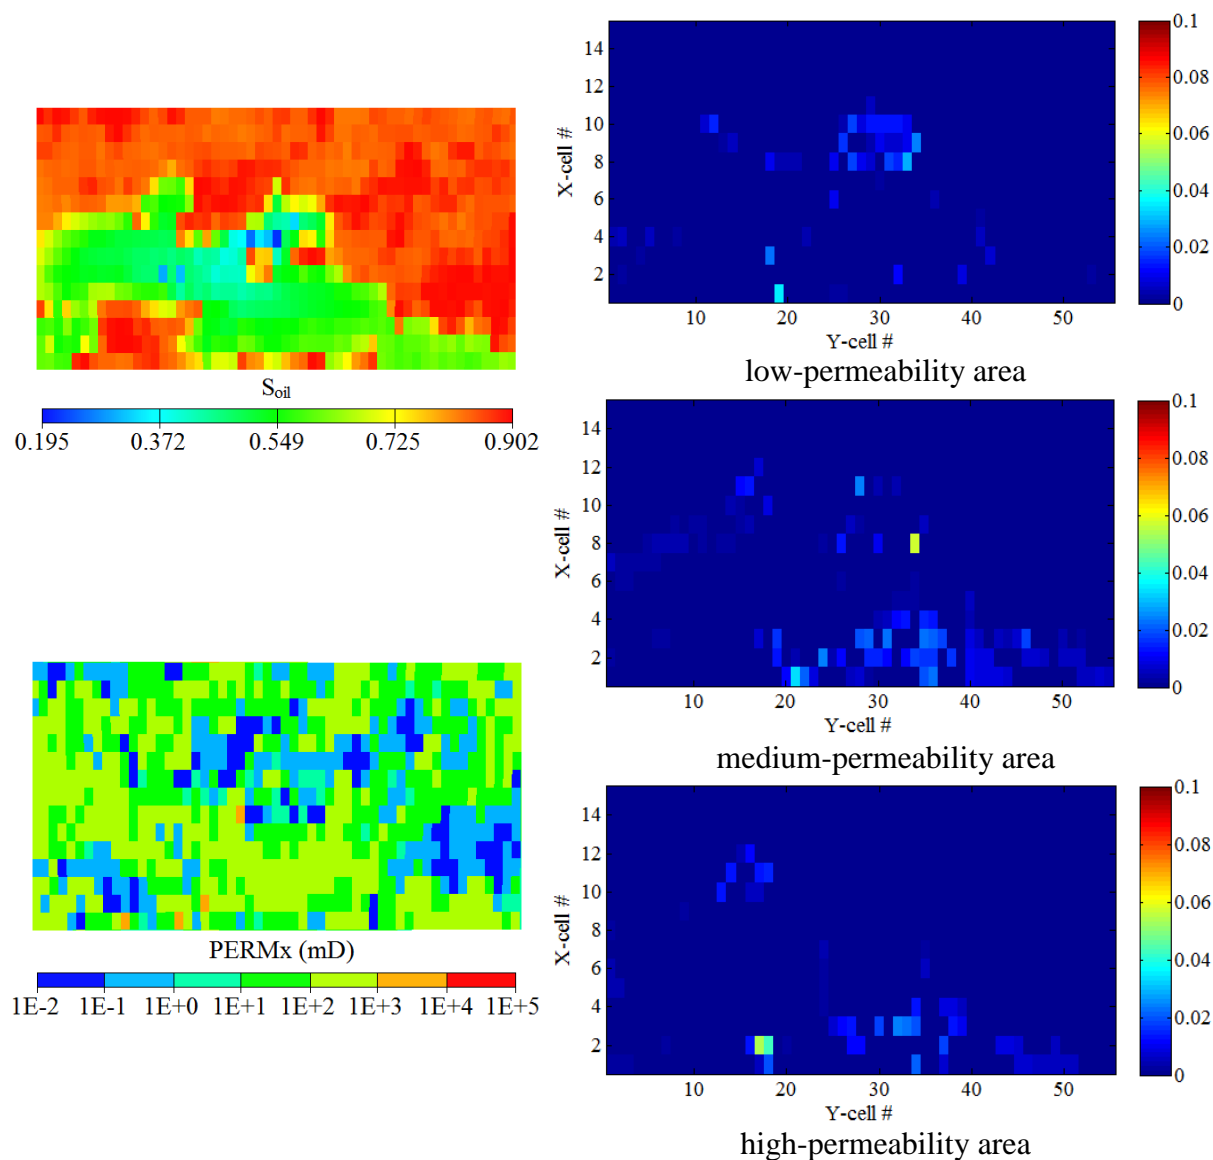 S_oil
0.195 0.372 0.549 0.725 0.902
PERMx (mD)
1E-2 1E-1 1E+0 1E+1 1E+2 1E+3 1E+4 1E+5
X-cell #
14
12
10
8
6
4
2
10 20 30 40 50
Y-cell #
0.1
0.08
0.06
0.04
0.02
0
low-permeability area
X-cell #
14
12
10
8
6
4
2
10 20 30 40 50
Y-cell #
0.1
0.08
0.06
0.04
0.02
0
medium-permeability area
X-cell #
14
12
10
8
6
4
2
10 20 30 40 50
Y-cell #
0.1
0.08
0.06
0.04
0.02
0
high-permeability area